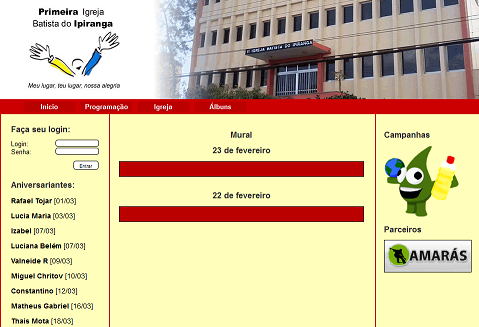 Primeira Igreja
Batista do Ipiranga
Meu lugar, teu lugar, nossa alegria
1ª IGREJA BATISTA DO IPIRANGA
Inicio
Programação
Igreja
Álbuns
Faça seu login:
Login:
Senha:
Entrar
Aniversariantes:
Rafael Tojar [01/03]
Lucia Maria [03/03]
Izabel [07/03]
Luciana Belém [07/03]
Valneide R [09/03]
Miguel Chritov [10/03]
Constantino [12/03]
Matheus Gabriel [16/03]
Thais Mota [18/03]
Mural
23 de fevereiro
22 de fevereiro
Campanhas
Parceiros
AMARÁS